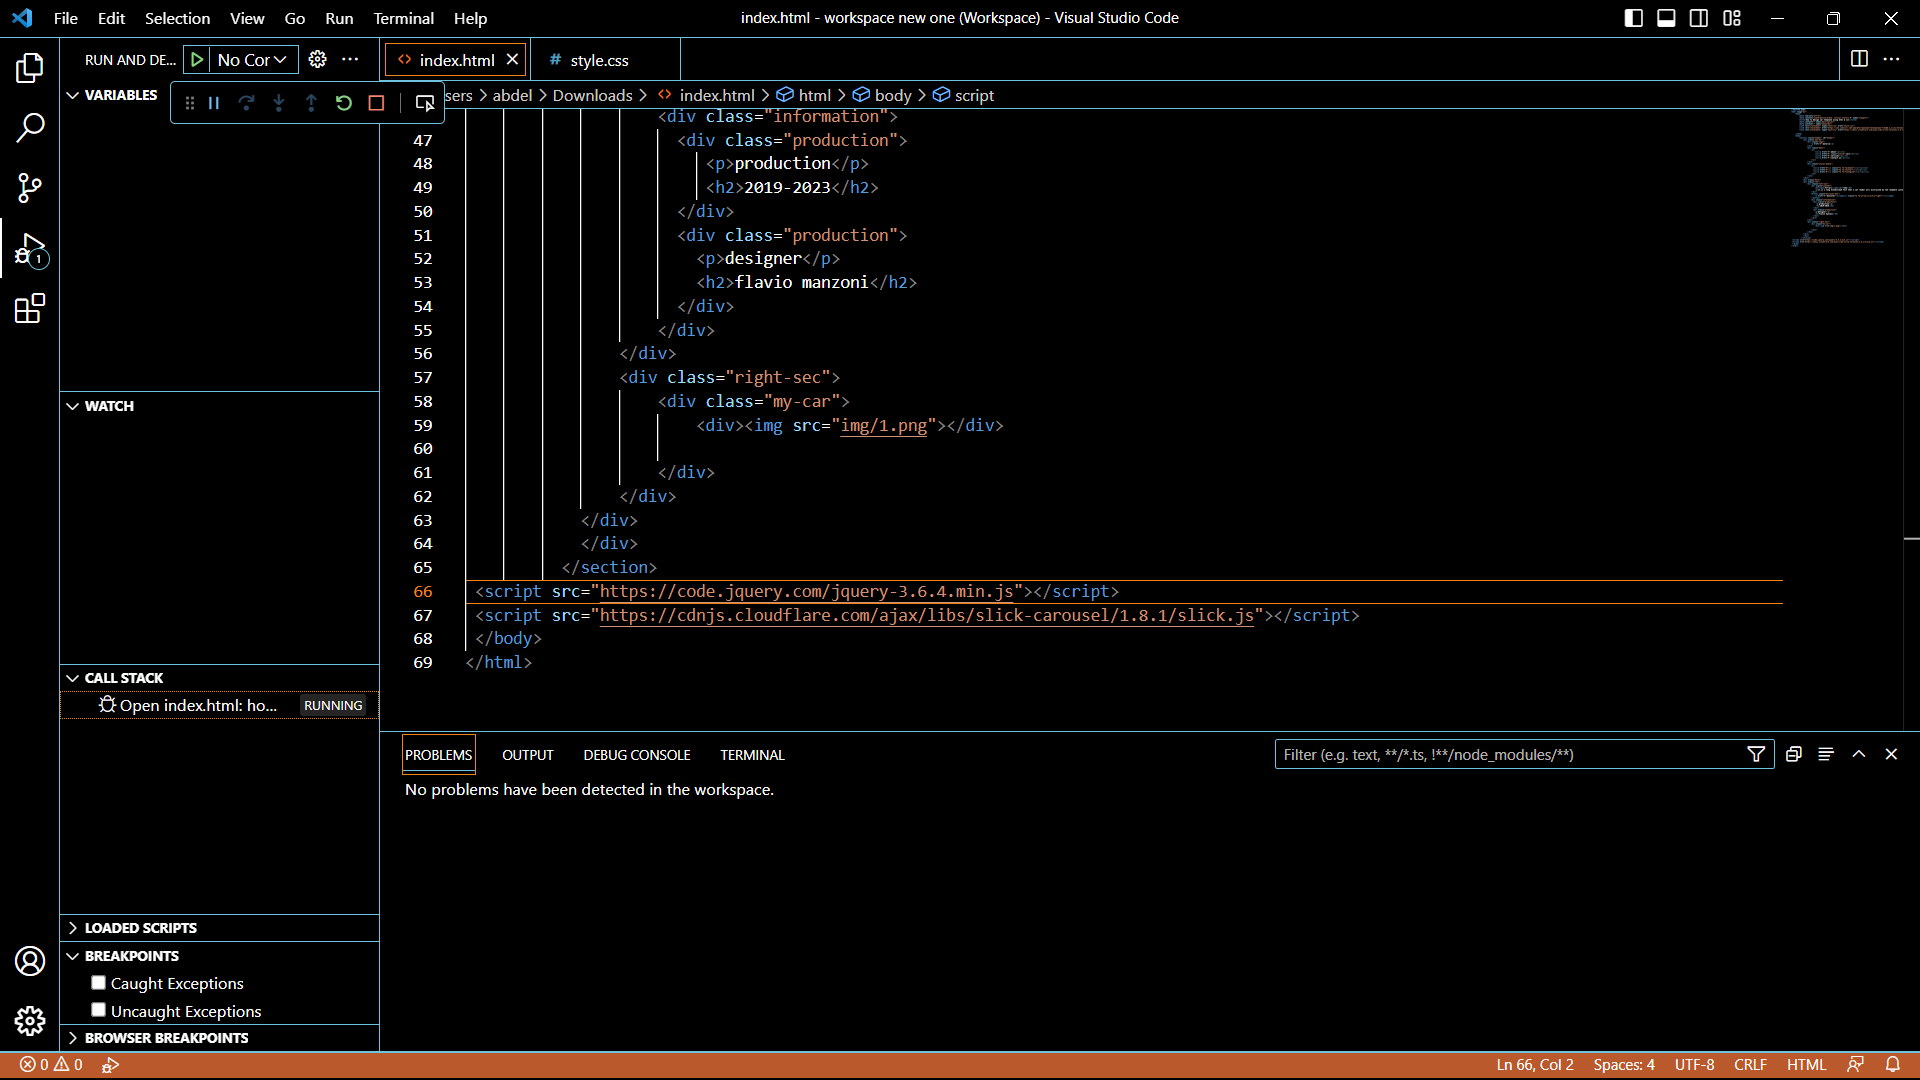 File Edit Selection View Go Run Terminal Help
index.html - workspace new one (Workspace) - Visual Studio Code
RUN AND DE... No Cor
index.html
# style.css
VARIABLES
sers > abdel > Downloads > index.html > html > body > script
<div class="information">
47 <div class="production">
48 <p>production</p>
49 <h2>2019-2023</h2>
50 </div>
51 <div class="production">
52 <p>designer</p>
53 <h2>flavio manzoni</h2>
54 </div>
55 </div>
56 </div>
57 <div class="right-sec">
58 <div class="my-car">
59 <div><img src="img/1.png"></div>
60
61 </div>
62 </div>
63 </div>
64 </div>
65 </section>
66 <script src="https://code.jquery.com/jquery-3.6.4.min.js"></script>
67 <script src="https://cdnjs.cloudflare.com/ajax/libs/slick-carousel/1.8.1/slick.js"></script>
68 </body>
69 </html>
1
WATCH
CALL STACK
Open index.html: ho... RUNNING
LOADED SCRIPTS
BREAKPOINTS
Caught Exceptions
Uncaught Exceptions
BROWSER BREAKPOINTS
PROBLEMS OUTPUT DEBUG CONSOLE TERMINAL
Filter (e.g. text, **/*.ts, !**/node_modules/**)
No problems have been detected in the workspace.
0 0
Ln 66, Col 2 Spaces: 4 UTF-8 CRLF HTML